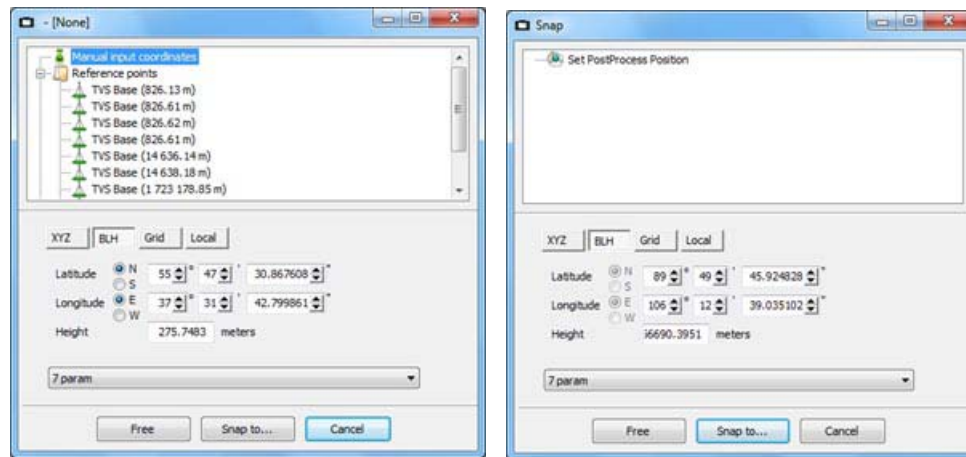 - [None]
Manual input coordinates
Reference points
TVS Base (826.13 m)
TVS Base (826.61 m)
TVS Base (826.62 m)
TVS Base (826.61 m)
TVS Base (14 636.14 m)
TVS Base (14 638.18 m)
TVS Base (1 723 178.85 m)
XYZ BLH Grid Local
Latitude N S 55 ° 47 ' 30.867608 "
Longitude E W 37 ° 31 ' 42.799861 "
Height 275.7483 meters
7 param
Free Snap to... Cancel
Snap
Set PostProcess Position
XYZ BLH Grid Local
Latitude N S 89 ° 49 ' 45.924828 "
Longitude E W 106 ° 12 ' 39.035102 "
Height 6690.3951 meters
7 param
Free Snap to... Cancel